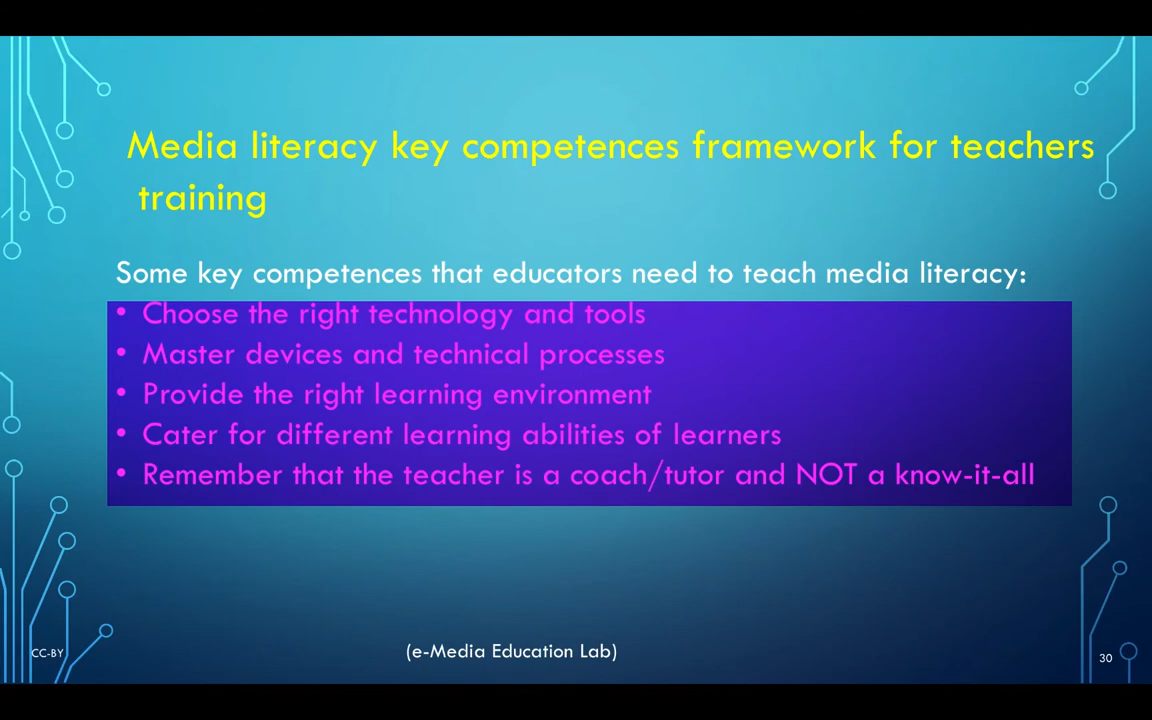 Media literacy key competences framework for teachers
training
Some key competences that educators need to teach media literacy:
• Choose the right technology and tools
• Master devices and technical processes
• Provide the right learning environment
• Cater for different learning abilities of learners
• Remember that the teacher is a coach/tutor and NOT a know-it-all
CC-BY
(e-Media Education Lab)
30